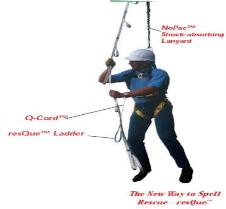 NoPac™
Shock-absorbing
Lanyard
Q-Cord™
resQue™ Ladder
The New Way to Spell
Rescue - resQue™